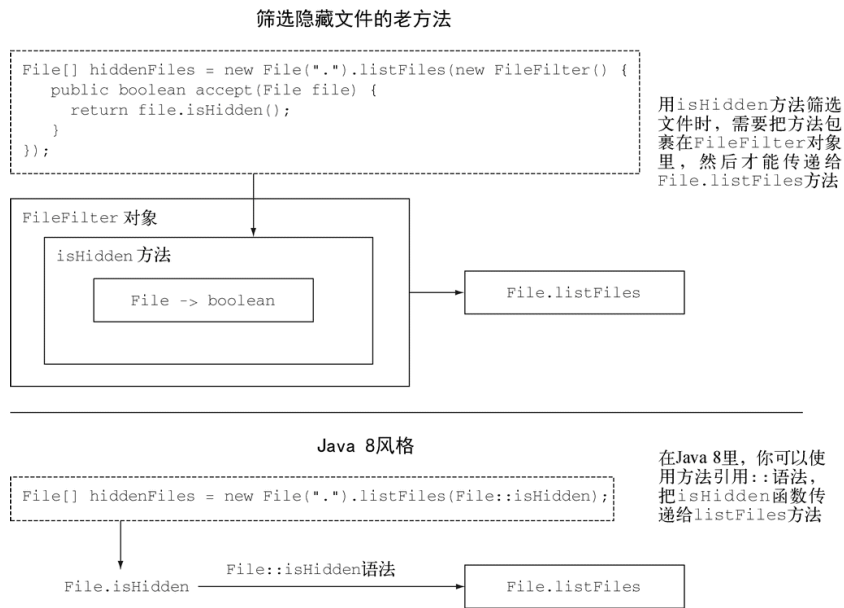 筛选隐藏文件的老方法
File[] hiddenFiles = new File(".").listFiles(new FileFilter() {
public boolean accept(File file) {
return file.isHidden();
}
});
用isHidden方法筛选
文件时，需要把方法包
裹在FileFilter对象
里，然后才能传递给
File.listFiles方法
FileFilter 对象
isHidden 方法
File -> boolean
File.listFiles
Java 8风格
File[] hiddenFiles = new File(".").listFiles(File::isHidden);
在Java 8里，你可以使
用方法引用::语法，
把isHidden函数传
递给listFiles方法
File.isHidden
File::isHidden语法
File.listFiles